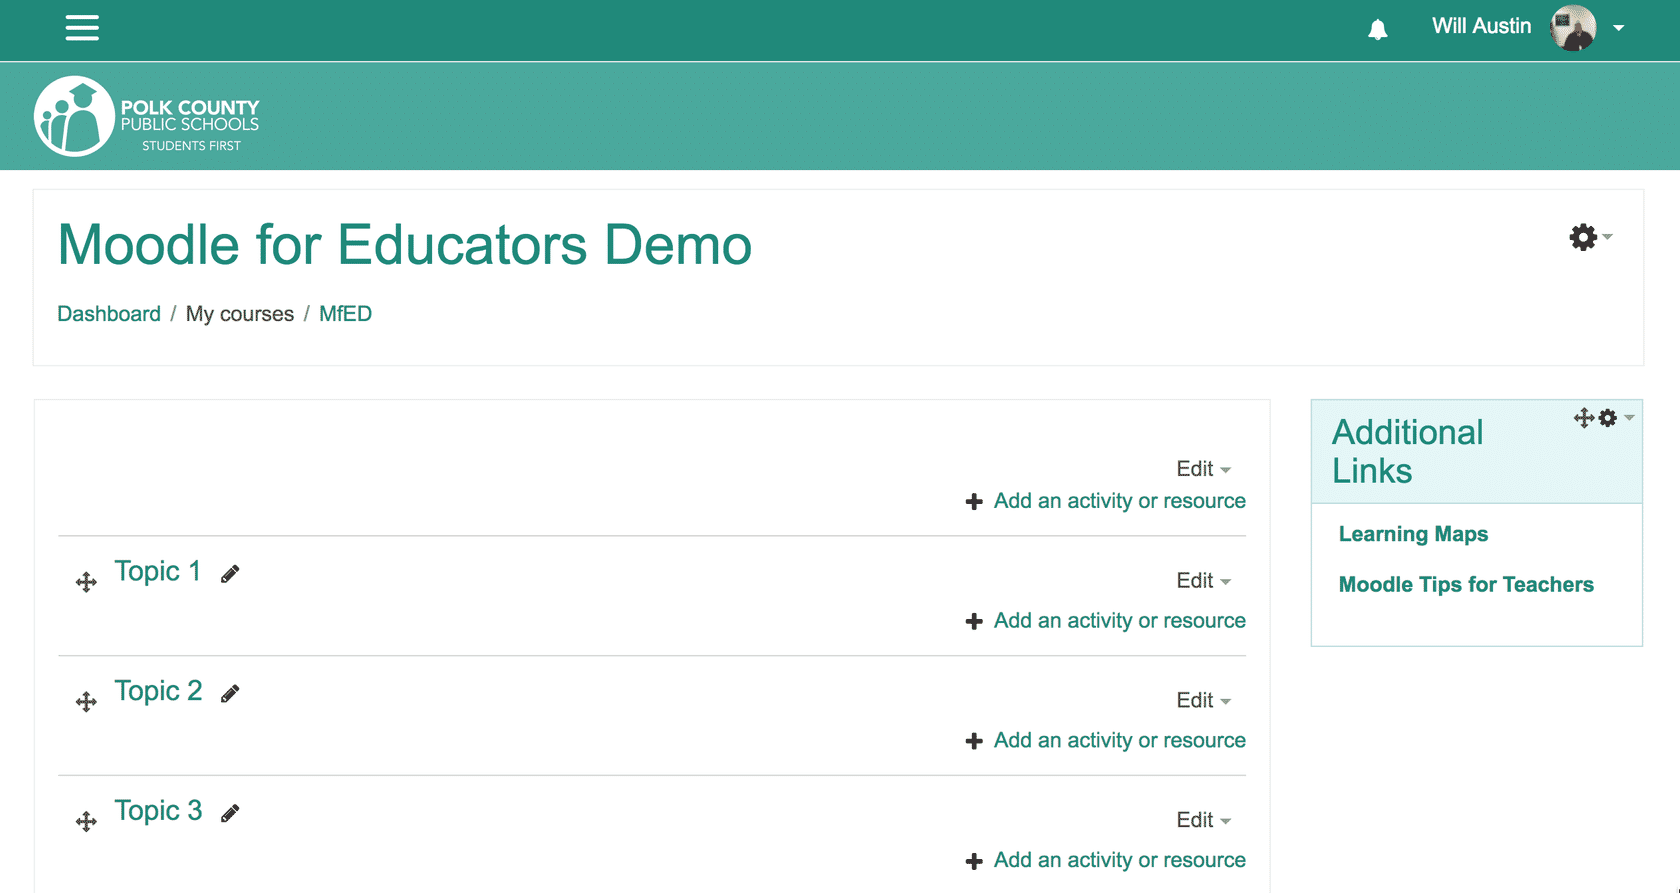 Will Austin
POLK COUNTY
PUBLIC SCHOOLS
STUDENTS FIRST
Moodle for Educators Demo
Dashboard / My courses / MfED
Edit
Add an activity or resource
Topic 1
Edit
Add an activity or resource
Topic 2
Edit
Add an activity or resource
Topic 3
Edit
Add an activity or resource
Additional
Links
Learning Maps
Moodle Tips for Teachers